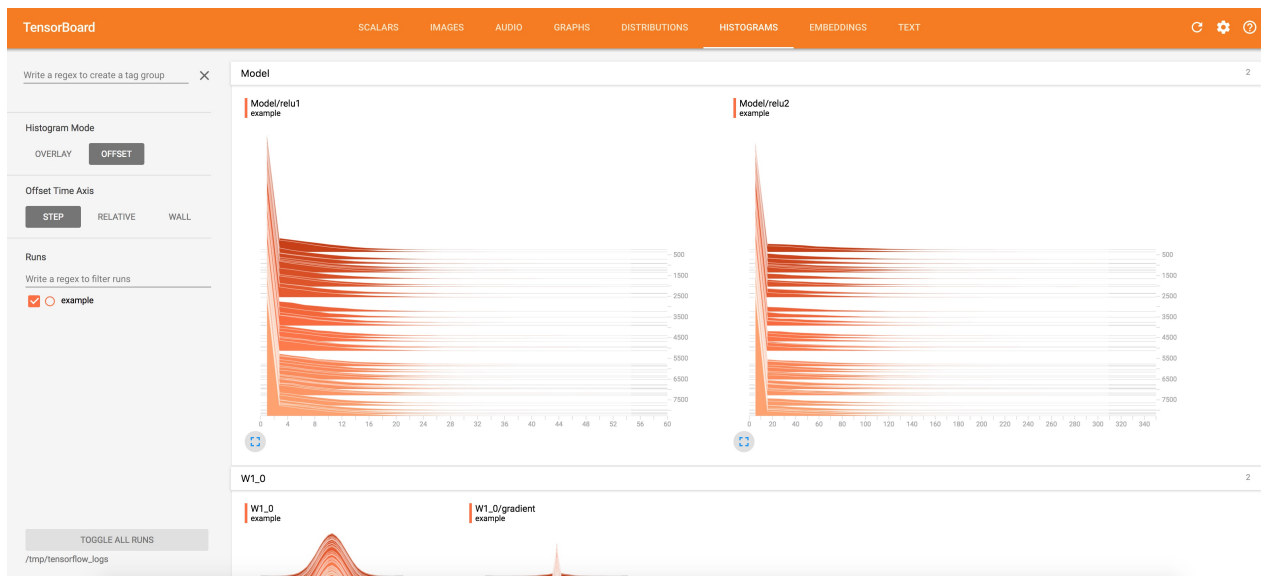 TensorBoard
SCALARS IMAGES AUDIO GRAPHS DISTRIBUTIONS HISTOGRAMS EMBEDDINGS TEXT
Write a regex to create a tag group
Histogram Mode
OVERLAY OFFSET
Offset Time Axis
STEP RELATIVE WALL
Runs
Write a regex to filter runs
example
TOGGLE ALL RUNS
/tmp/tensorflow_logs
Model 2
Model/relu1
example
500
1500
2500
3500
4500
5500
6500
7500
0 4 8 12 16 20 24 28 32 36 40 44 48 52 56 60
Model/relu2
example
500
1500
2500
3500
4500
5500
6500
7500
0 20 40 60 80 100 120 140 160 180 200 220 240 260 280 300 320 340
W1_0 2
W1_0
example
W1_0/gradient
example